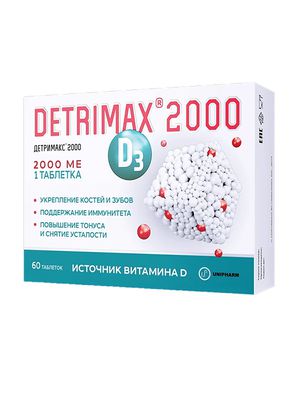 DETRIMAX® 2000
ДЕТРИМАКС® 2000
D3
2000 МЕ
1 ТАБЛЕТКА
УКРЕПЛЕНИЕ КОСТЕЙ И ЗУБОВ
ПОДДЕРЖАНИЕ ИММУНИТЕТА
ПОВЫШЕНИЕ ТОНУСА
И СНЯТИЕ УСТАЛОСТИ
60 ТАБЛЕТОК
ИСТОЧНИК ВИТАМИНА D
UNIPHARM
EAC